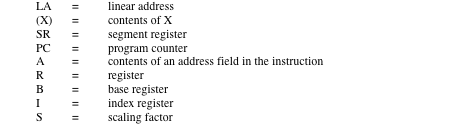 LA = linear address
(X) = contents of X
SR = segment register
PC = program counter
A = contents of an address field in the instruction
R = register
B = base register
I = index register
S = scaling factor